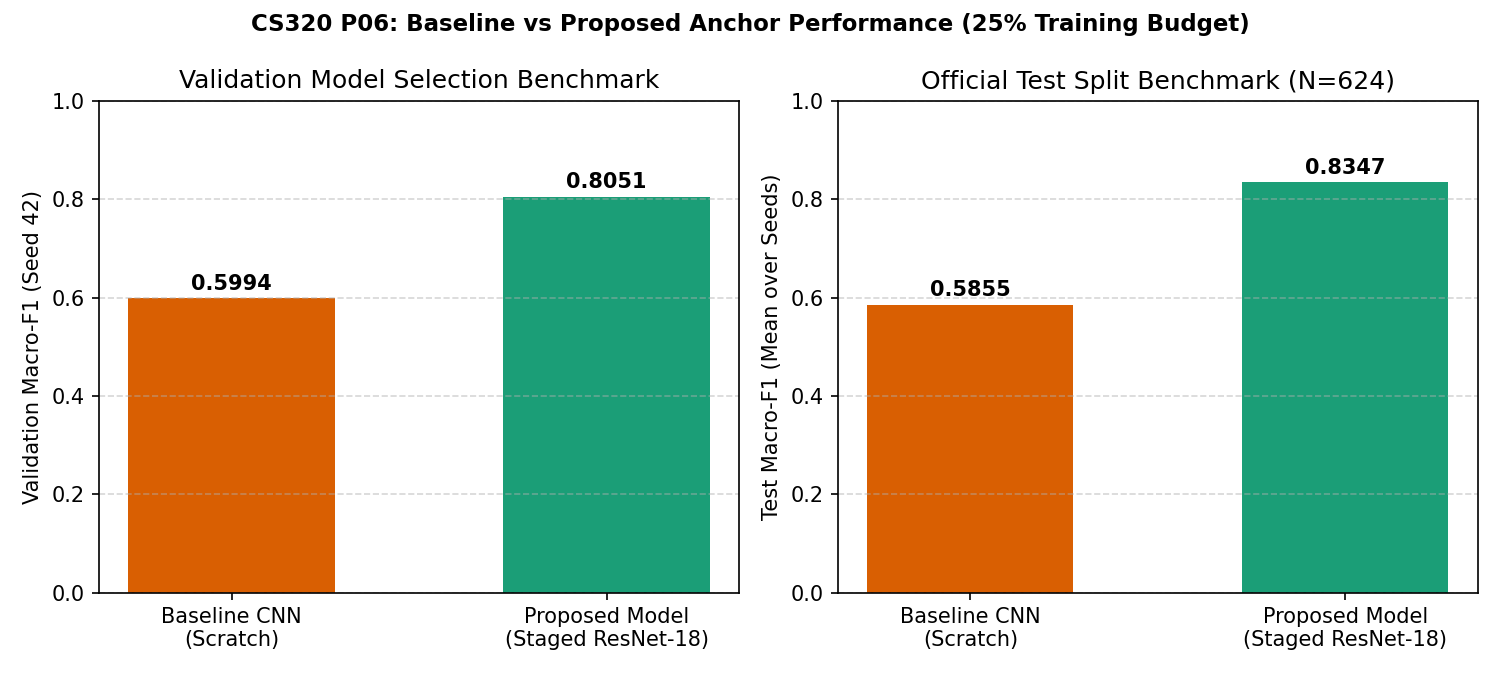 CS320 P06: Baseline vs Proposed Anchor Performance (25% Training Budget)
Validation Model Selection Benchmark
Validation Macro-F1 (Seed 42)
1.0
0.8
0.6
0.4
0.2
0.0
0.5994
0.8051
Baseline CNN
(Scratch)
Proposed Model
(Staged ResNet-18)
Official Test Split Benchmark (N=624)
Test Macro-F1 (Mean over Seeds)
1.0
0.8
0.6
0.4
0.2
0.0
0.5855
0.8347
Baseline CNN
(Scratch)
Proposed Model
(Staged ResNet-18)